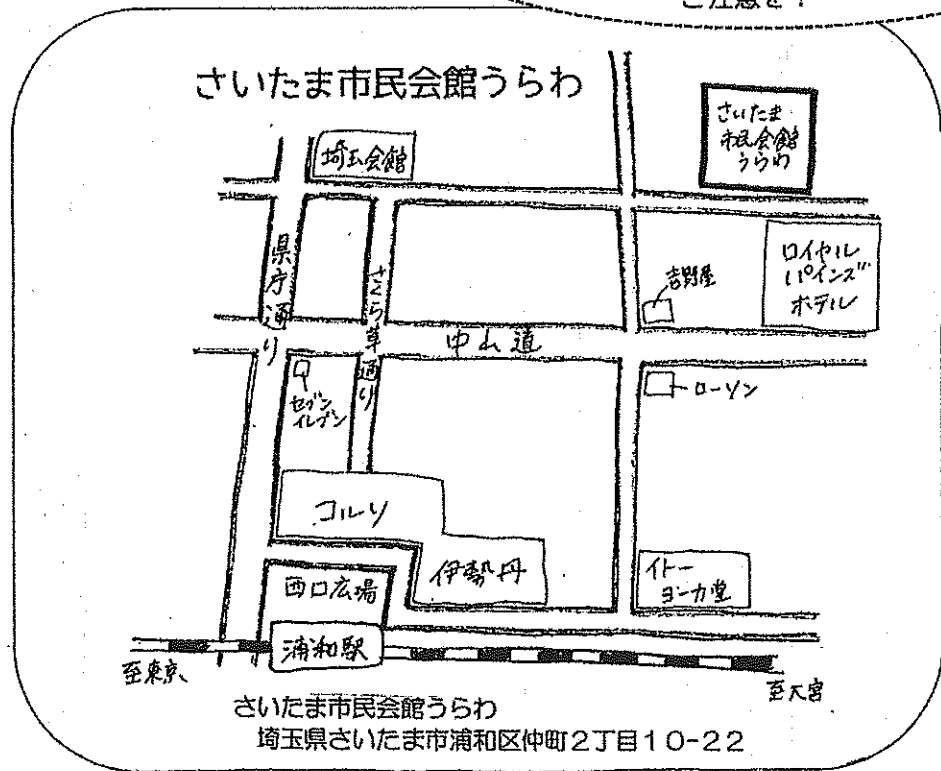 ご注意を！
さいたま市民会館うらわ
さいたま
市民会館
うらわ
埼玉会館
県庁通り
さくら草通り
ロイヤル
パインズ
ホテル
吉野屋
中山道
セブン
イレブン
ローソン
コルソ
伊勢丹
イトー
ヨーカ堂
西口広場
浦和駅
至東京
至大宮
さいたま市民会館うらわ
埼玉県さいたま市浦和区仲町2丁目10-22